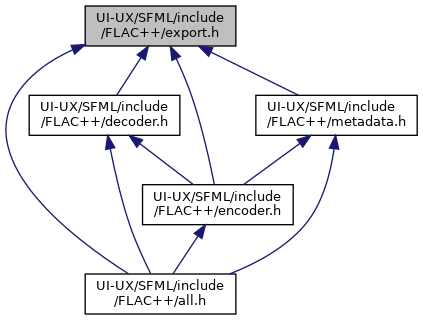 UI-UX/SFML/include
/FLAC++/export.h
UI-UX/SFML/include
/FLAC++/decoder.h
UI-UX/SFML/include
/FLAC++/metadata.h
UI-UX/SFML/include
/FLAC++/encoder.h
UI-UX/SFML/include
/FLAC++/all.h